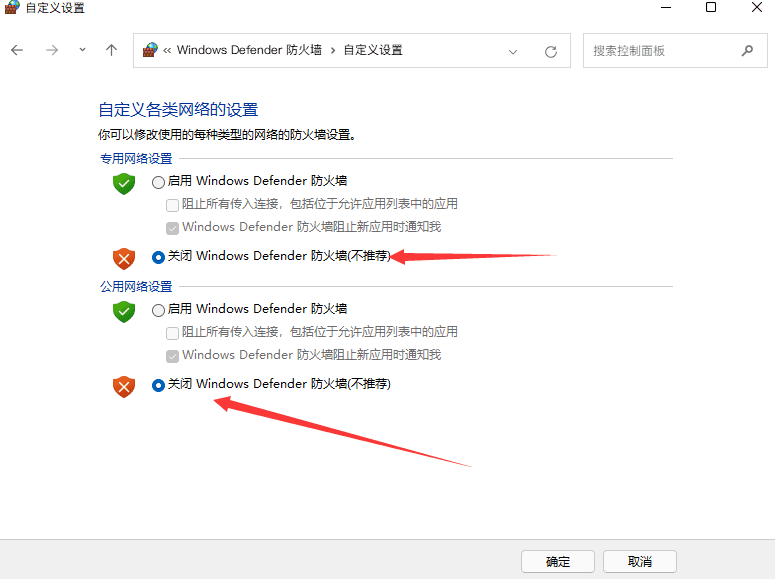 自定义设置
« Windows Defender 防火墙 › 自定义设置
搜索控制面板
自定义各类网络的设置
你可以修改使用的每种类型的网络的防火墙设置。
专用网络设置
启用 Windows Defender 防火墙
阻止所有传入连接，包括位于允许应用列表中的应用
Windows Defender 防火墙阻止新应用时通知我
关闭 Windows Defender 防火墙(不推荐)
公用网络设置
启用 Windows Defender 防火墙
阻止所有传入连接，包括位于允许应用列表中的应用
Windows Defender 防火墙阻止新应用时通知我
关闭 Windows Defender 防火墙(不推荐)
确定
取消